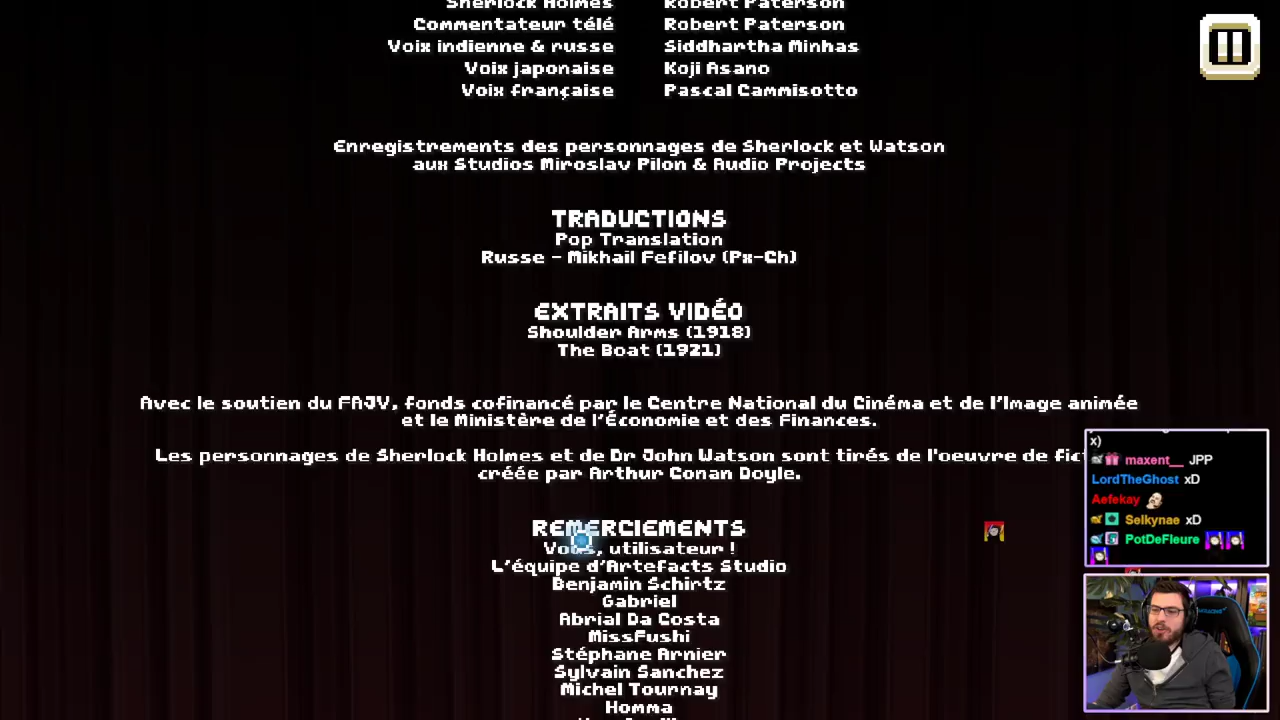 Sherlock Holmes Robert Paterson
Commentateur télé Robert Paterson
Voix indienne & russe Siddhartha Minhas
Voix japonaise Koji Asano
Voix française Pascal Cammisotto
Enregistrements des personnages de Sherlock et Watson
aux Studios Miroslav Pilon & Audio Projects
TRADUCTIONS
Pop Translation
Russe - Mikhail Fefilov (Px-Ch)
EXTRAITS VIDÉO
Shoulder Arms (1918)
The Boat (1921)
Avec le soutien du FAJV, fonds cofinancé par le Centre National du Cinéma et de l'Image animée
et le Ministère de l'Économie et des Finances.
Les personnages de Sherlock Holmes et de Dr John Watson sont tirés de l'oeuvre de fict
créée par Arthur Conan Doyle.
REMERCIEMENTS
Vous, utilisateur !
L'équipe d'Artefacts Studio
Benjamin Schirtz
Gabriel
Abrial Da Costa
MissFushi
Stéphane Arnier
Sylvain Sanchez
Michel Tournay
Homma
x)
maxent__ JPP
LordTheGhost xD
Aefekay
Selkynae xD
PotDeFleure